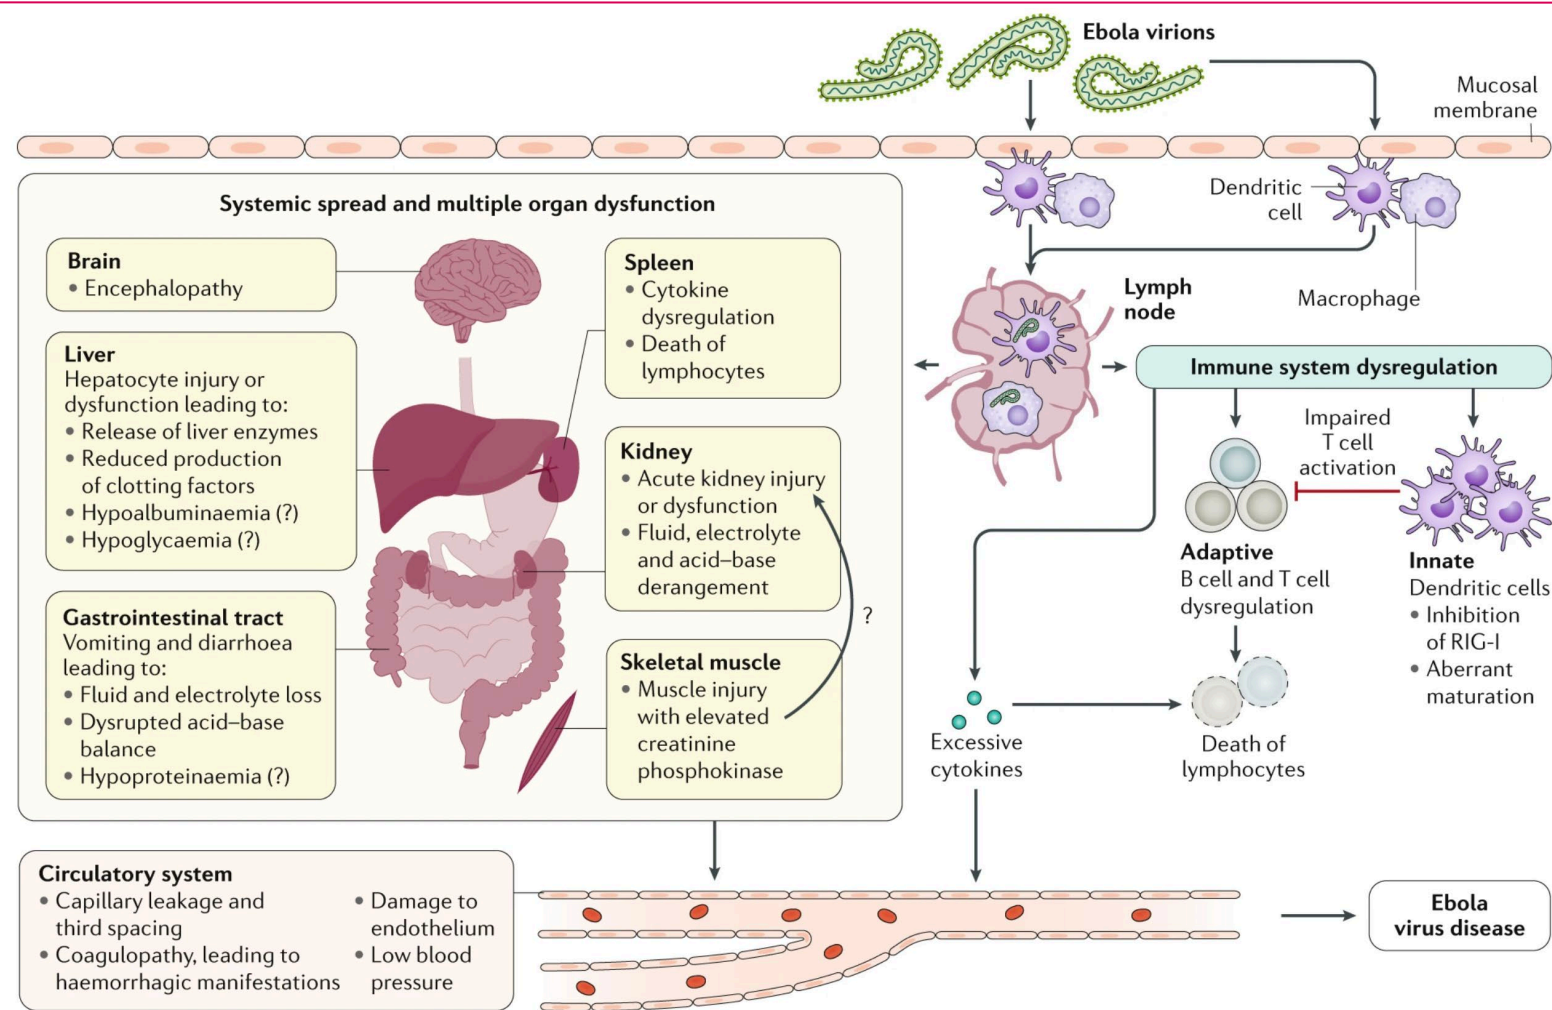 Ebola virions
Mucosal
membrane
Dendritic
cell
Macrophage
Lymph
node
Systemic spread and multiple organ dysfunction
Brain
• Encephalopathy
Liver
Hepatocyte injury or
dysfunction leading to:
• Release of liver enzymes
• Reduced production
of clotting factors
• Hypoalbuminaemia (?)
• Hypoglycaemia (?)
Gastrointestinal tract
Vomiting and diarrhoea
leading to:
• Fluid and electrolyte loss
• Dysrupted acid–base
balance
• Hypoproteinaemia (?)
Spleen
• Cytokine
dysregulation
• Death of
lymphocytes
Kidney
• Acute kidney injury
or dysfunction
• Fluid, electrolyte
and acid–base
derangement
?
Skeletal muscle
• Muscle injury
with elevated
creatinine
phosphokinase
Immune system dysregulation
Impaired
T cell
activation
Adaptive
B cell and T cell
dysregulation
Innate
Dendritic cells
• Inhibition
of RIG-I
• Aberrant
maturation
Excessive
cytokines
Death of
lymphocytes
Circulatory system
• Capillary leakage and
third spacing
• Coagulopathy, leading to
haemorrhagic manifestations
• Damage to
endothelium
• Low blood
pressure
Ebola
virus disease